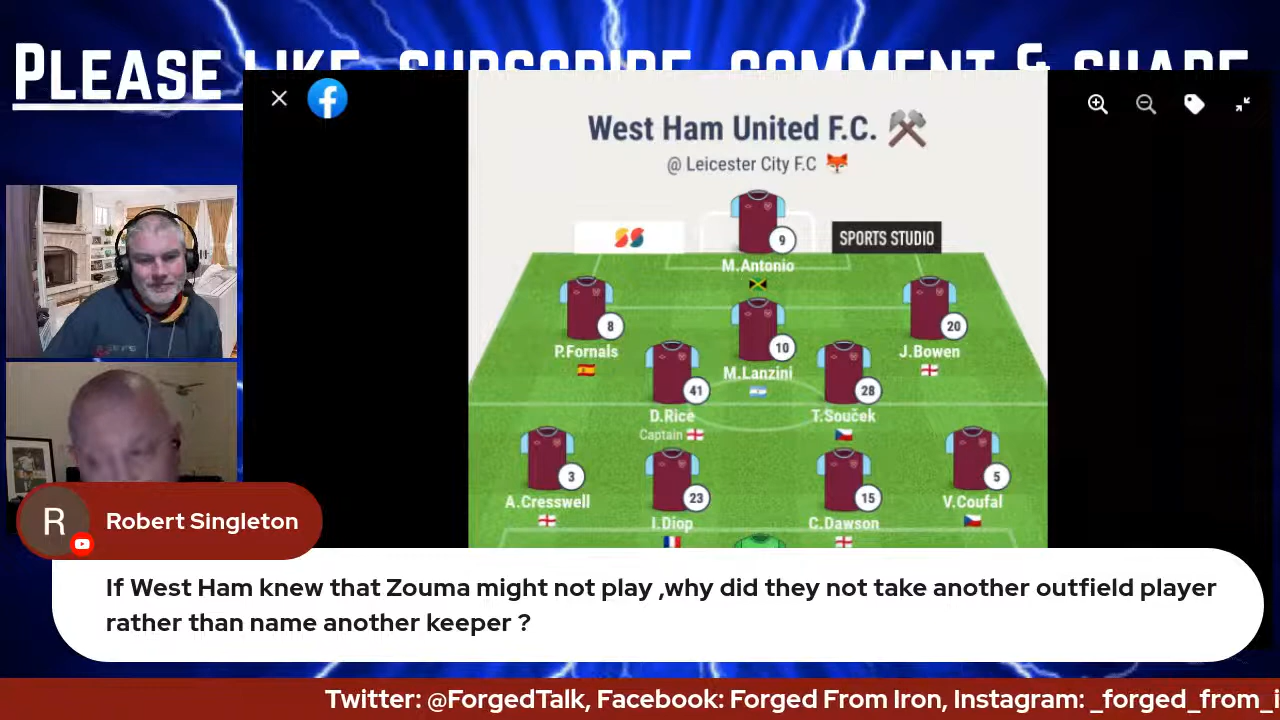 PLEASE LIKE, SUBSCRIBE, COMMENT & SHARE
West Ham United F.C.
@ Leicester City F.C
SPORTS STUDIO
9
M.Antonio
8
P.Fornals
20
J.Bowen
10
M.Lanzini
41
D.Rice
Captain
28
T.Souček
3
A.Cresswell
23
I.Diop
15
C.Dawson
5
V.Coufal
R
Robert Singleton
If West Ham knew that Zouma might not play ,why did they not take another outfield player
rather than name another keeper ?
Twitter: @ForgedTalk, Facebook: Forged From Iron, Instagram: _forged_from_i